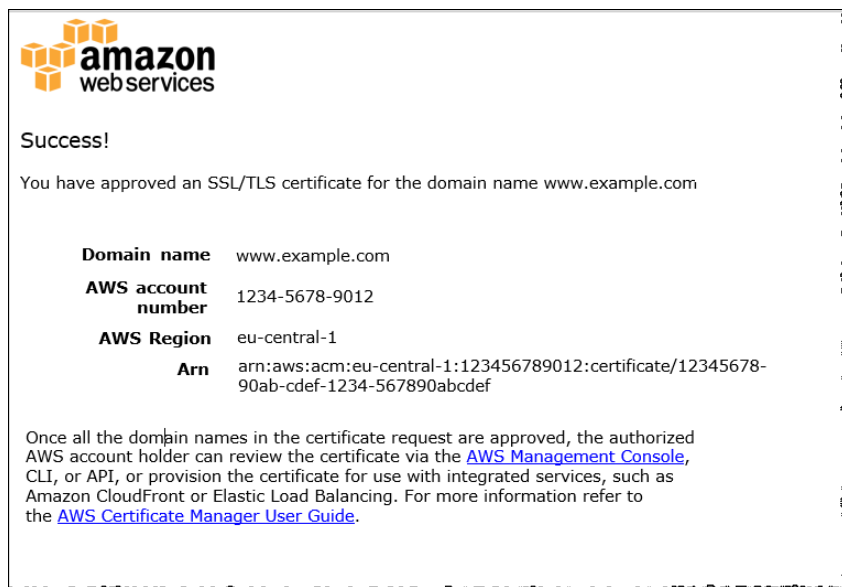 amazon
web services
Success!
You have approved an SSL/TLS certificate for the domain name www.example.com
Domain name www.example.com
AWS account
number 1234-5678-9012
AWS Region eu-central-1
Arn arn:aws:acm:eu-central-1:123456789012:certificate/12345678-
90ab-cdef-1234-567890abcdef
Once all the domain names in the certificate request are approved, the authorized
AWS account holder can review the certificate via the AWS Management Console,
CLI, or API, or provision the certificate for use with integrated services, such as
Amazon CloudFront or Elastic Load Balancing. For more information refer to
the AWS Certificate Manager User Guide.